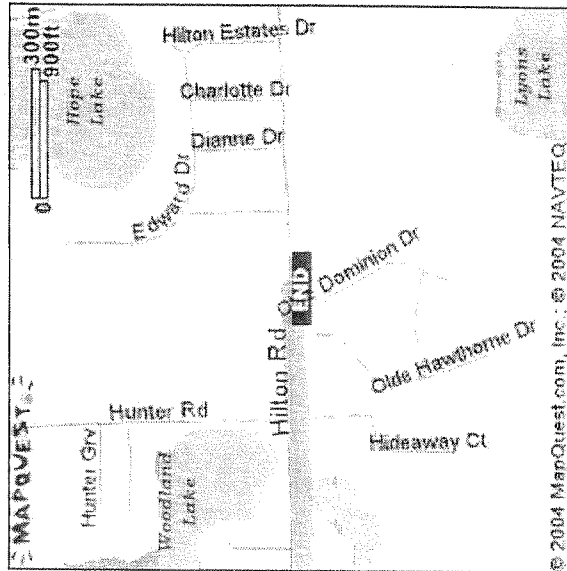 MAPQUEST
0
300m
900ft
Hope
Lake
Hilton Estates Dr
Charlotte Dr
Dianne Dr
Edward Dr
Lyons
Lake
END
Dominion Dr
Hilton Rd
Olde Hawthorne Dr
Hunter Rd
Hunter Grv
Woodland
Lake
Hideaway Ct
© 2004 MapQuest.com, Inc.; © 2004 NAVTEQ